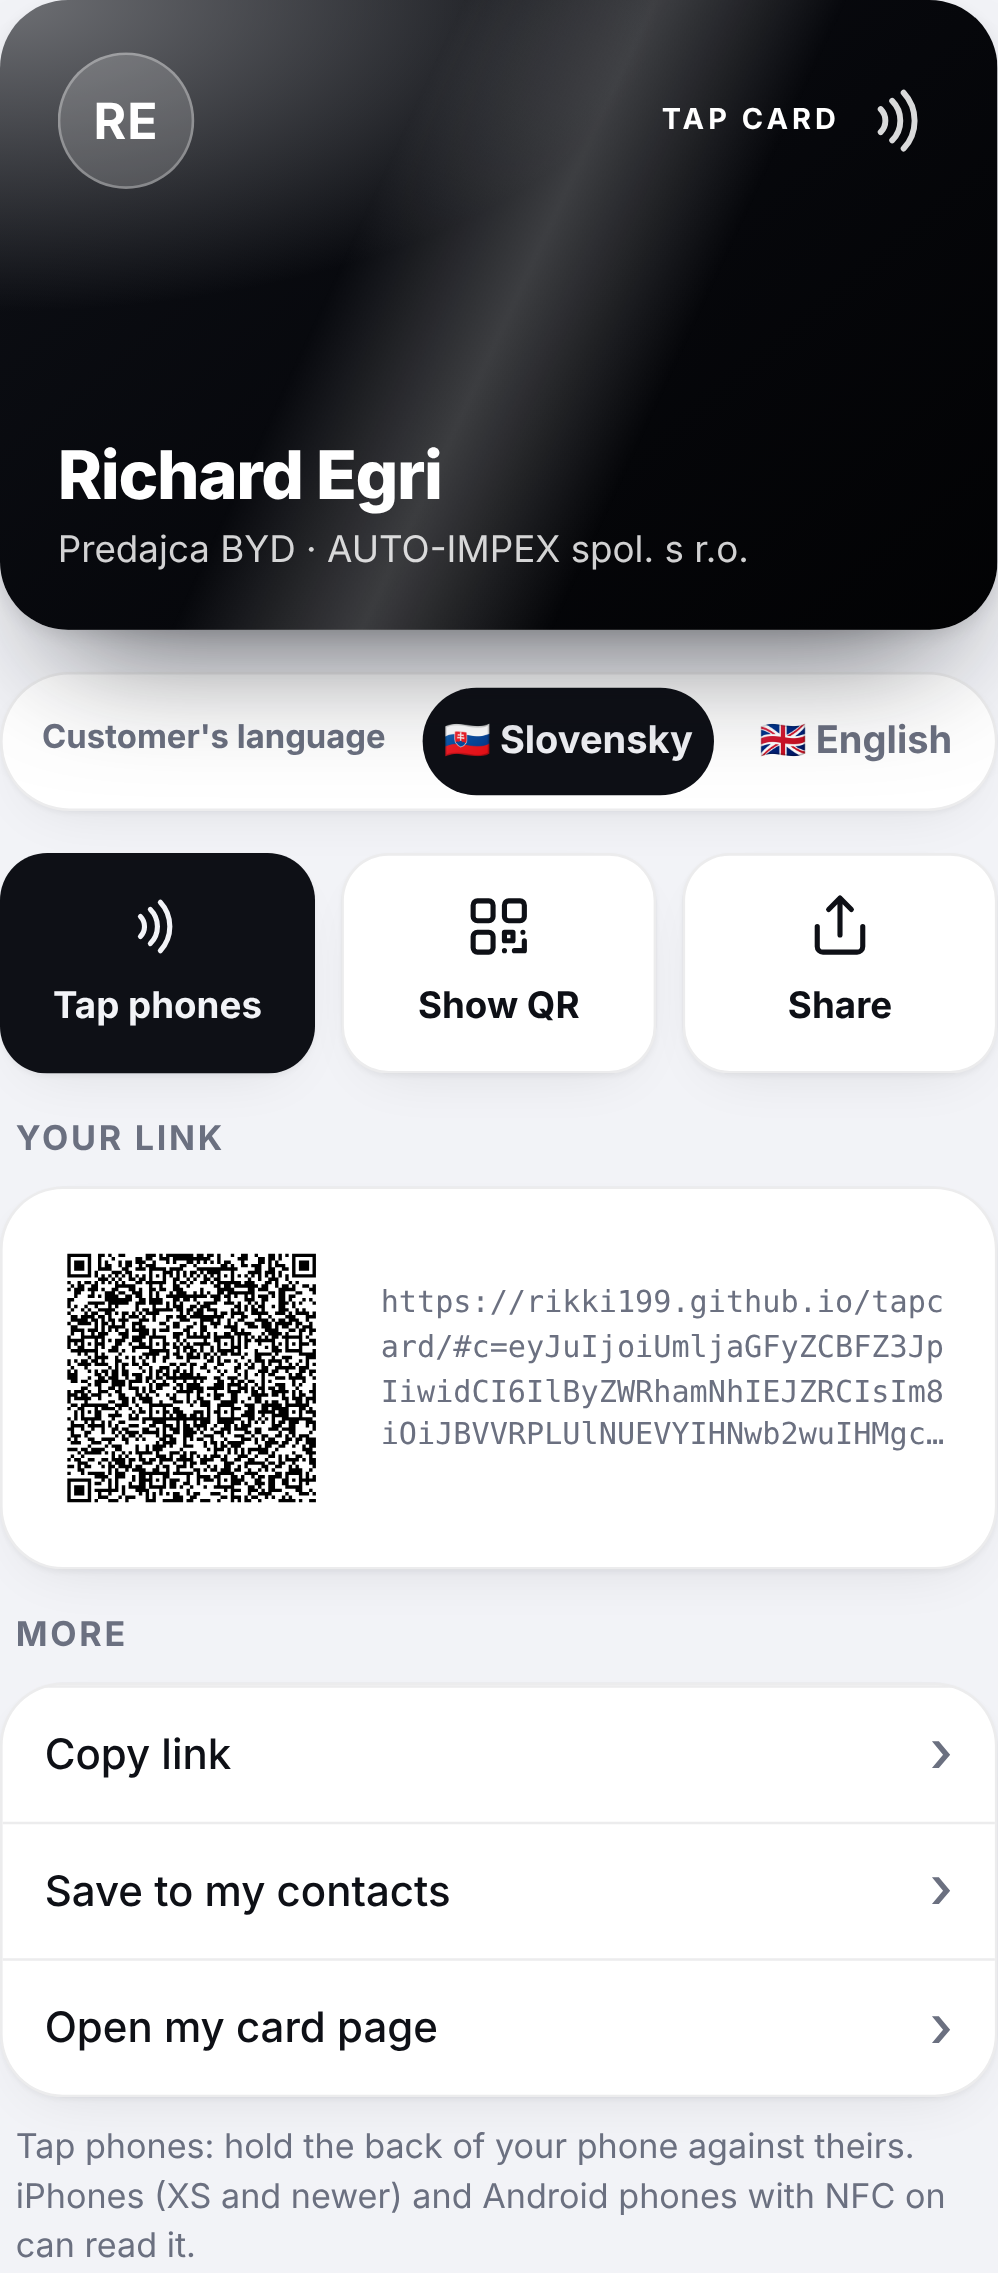 RE
TAP CARD
Richard Egri
Predajca BYD · AUTO-IMPEX spol. s r.o.
Customer's language
Slovensky
English
Tap phones
Show QR
Share
YOUR LINK
https://rikki199.github.io/tapc
ard/#c=eyJuIjoiUmljaGFyZCBFZ3Jp
IiwidCI6IlByZWRhamNhIEJZRCIsIm8
iOiJBVVRPLUlNUEVYIHNwb2wuIHMgc…
MORE
Copy link
Save to my contacts
Open my card page
Tap phones: hold the back of your phone against theirs.
iPhones (XS and newer) and Android phones with NFC on
can read it.